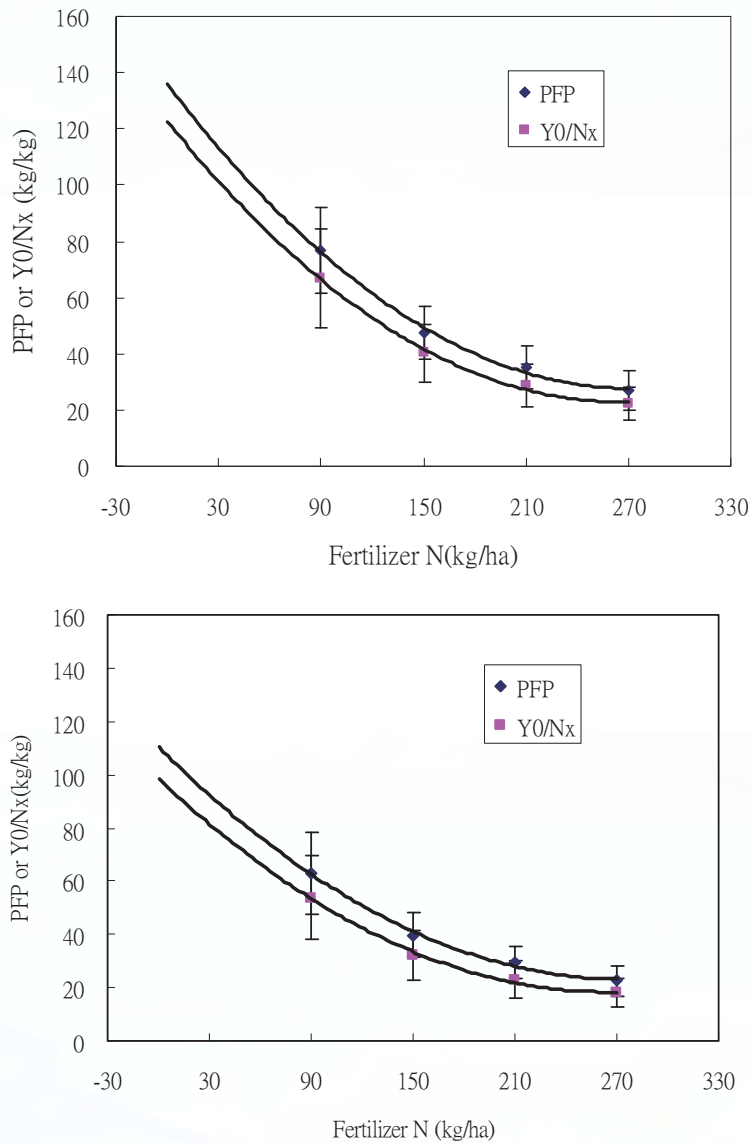 160
140
120
100
80
60
40
20
0
PFP or Y0/Nx (kg/kg)
PFP
Y0/Nx
-30 30 90 150 210 270 330
Fertilizer N(kg/ha)
160
140
120
100
80
60
40
20
0
PFP or Y0/Nx(kg/kg)
PFP
Y0/Nx
-30 30 90 150 210 270 330
Fertilizer N (kg/ha)